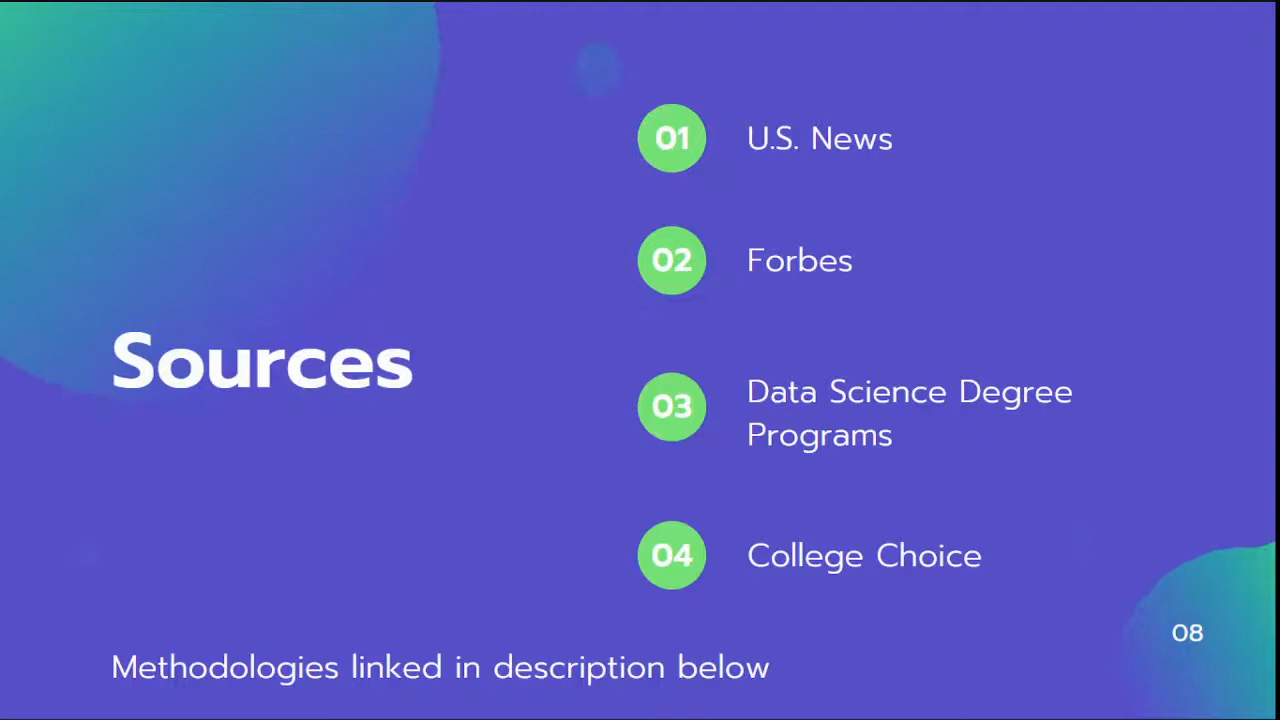 Sources
01 U.S. News
02 Forbes
03 Data Science Degree
Programs
04 College Choice
08
Methodologies linked in description below